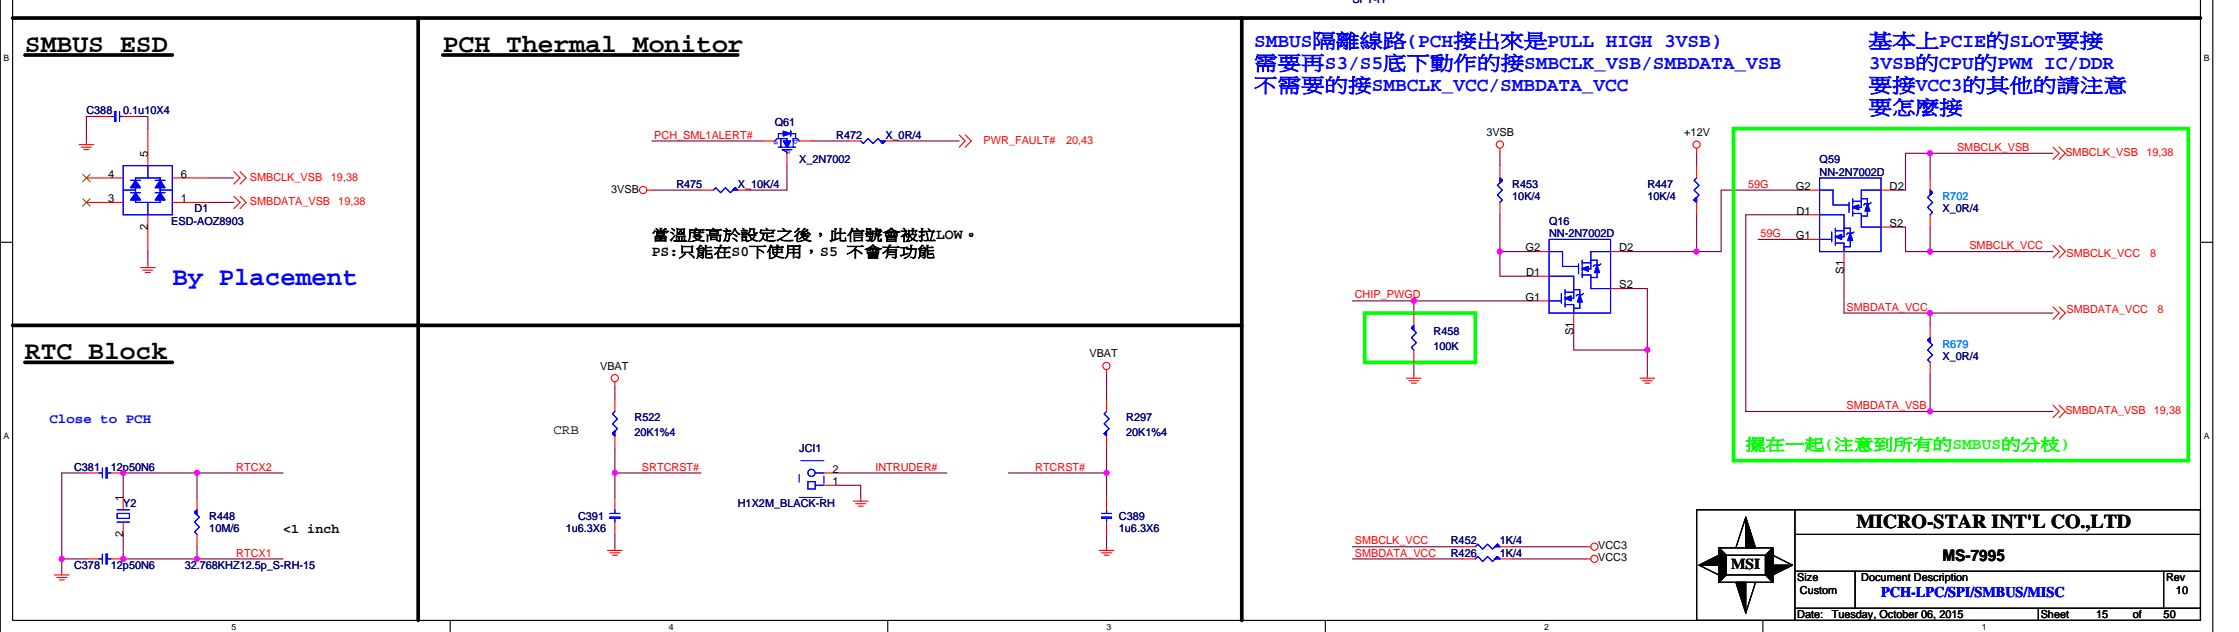 SMBUS ESD
C388
0.1u10X4
5
4
6
SMBCLK_VSB 19,38
3
1
SMBDATA_VSB 19,38
D1
ESD-AOZ8903
2
By Placement
PCH Thermal Monitor
Q61
PCH_SML1ALERT#
R472
X_0R/4
PWR_FAULT# 20,43
X_2N7002
3VSB
R475
X_10K/4
當溫度高於設定之後，此信號會被拉LOW。
PS:只能在S0下使用，S5 不會有功能
SMBUS隔離線路(PCH接出來是PULL HIGH 3VSB)
需要再S3/S5底下動作的接SMBCLK_VSB/SMBDATA_VSB
不需要的接SMBCLK_VCC/SMBDATA_VCC
基本上PCIE的SLOT要接
3VSB的CPU的PWM IC/DDR
要接VCC3的其他的請注意
要怎麼接
3VSB
+12V
R453
10K/4
R447
10K/4
Q16
NN-2N7002D
G2
D2
D1
S2
CHIP_PWGD
G1
S1
R458
100K
Q59
NN-2N7002D
59G
G2
D2
D1
S2
59G
G1
S1
SMBCLK_VSB
SMBCLK_VSB 19,38
R702
X_0R/4
SMBCLK_VCC
SMBCLK_VCC 8
SMBDATA_VCC
SMBDATA_VCC 8
R679
X_0R/4
SMBDATA_VSB
SMBDATA_VSB 19,38
擺在一起(注意到所有的SMBUS的分枝)
RTC Block
Close to PCH
C381
12p50N6
RTCX2
1
Y2
2
R448
10M/6
<1 inch
RTCX1
C378
12p50N6
32.768KHZ12.5p_S-RH-15
VBAT
R522
20K1%4
CRB
SRTCRST#
C391
1u6.3X6
JCI1
2
1
INTRUDER#
H1X2M_BLACK-RH
VBAT
R297
20K1%4
RTCRST#
C389
1u6.3X6
SMBCLK_VCC
R452
1K/4
VCC3
SMBDATA_VCC
R426
1K/4
VCC3
MSI
MICRO-STAR INT'L CO.,LTD
MS-7995
Size
Custom
Document Description
PCH-LPC/SPI/SMBUS/MISC
Rev
10
Date: Tuesday, October 06, 2015
Sheet 15 of 50
B
A
B
A
5
4
3
2
1